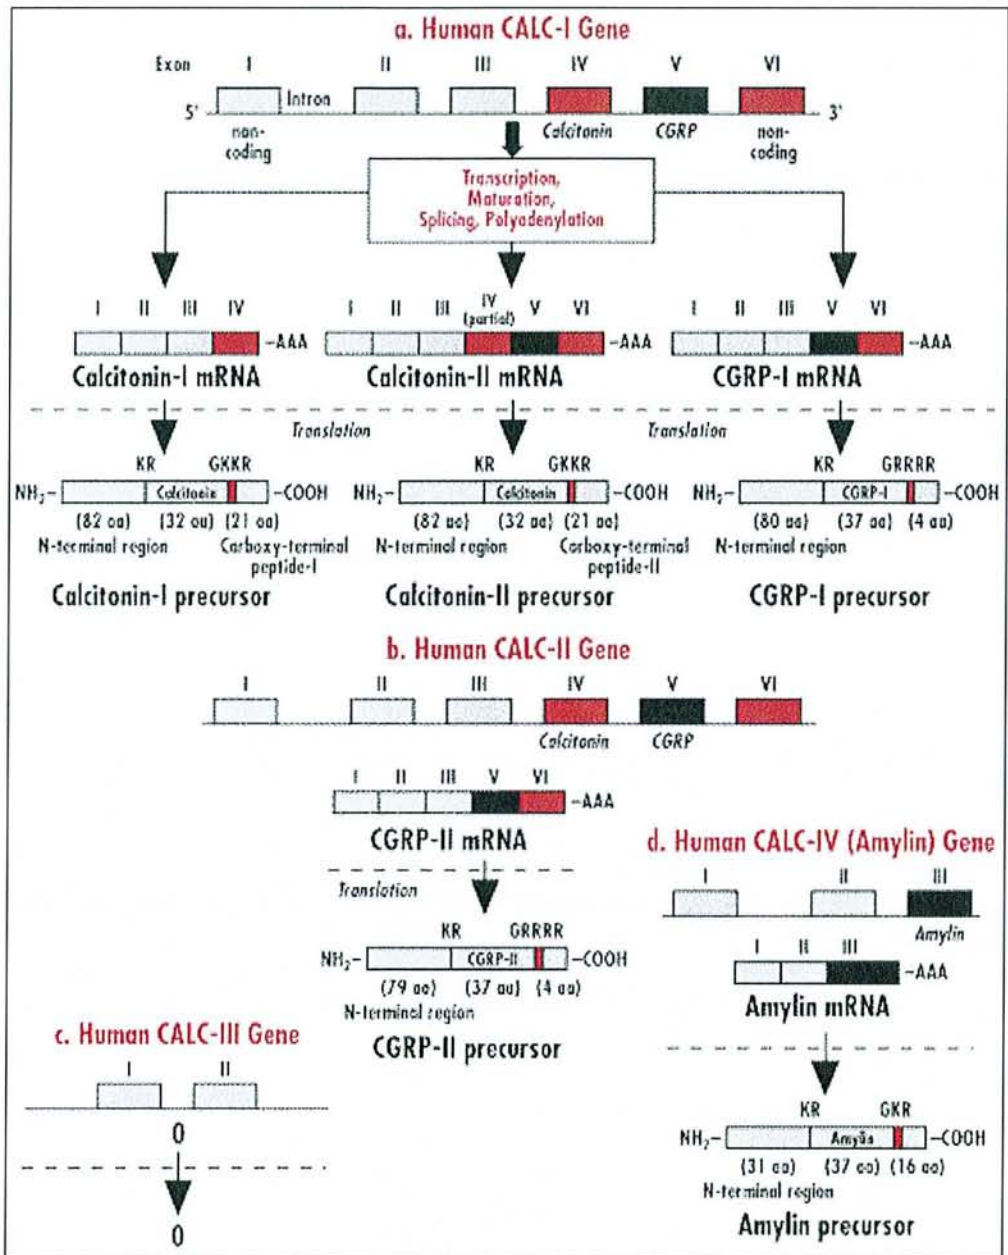 a. Human CALC-I Gene
Exon I II III IV V VI
Intron
5' 3'
non-coding Calcitonin CGRP non-coding
Transcription,
Maturation,
Splicing, Polyadenylation
I II III IV I II III IV (partial) V VI I II III V VI
-AAA -AAA -AAA
Calcitonin-I mRNA Calcitonin-II mRNA CGRP-I mRNA
Translation Translation
KR GKKR KR GKKR KR GRRRR
NH2- Calcitonin -COOH NH2- Calcitonin -COOH NH2- CGRP-I -COOH
(82 aa) (32 aa) (21 aa) (82 aa) (32 aa) (21 aa) (80 aa) (37 aa) (4 aa)
N-terminal region Carboxy-terminal peptide-I N-terminal region Carboxy-terminal peptide-II N-terminal region
Calcitonin-I precursor Calcitonin-II precursor CGRP-I precursor
b. Human CALC-II Gene
I II III IV V VI
Calcitonin CGRP
I II III V VI
-AAA
CGRP-II mRNA
Translation
KR GRRRR
NH2- CGRP-II -COOH
(79 aa) (37 aa) (4 aa)
N-terminal region
CGRP-II precursor
c. Human CALC-III Gene
I II
0
0
d. Human CALC-IV (Amylin) Gene
I II III
Amylin
I II III
-AAA
Amylin mRNA
KR GKR
NH2- Amylin -COOH
(31 aa) (37 aa) (16 aa)
N-terminal region
Amylin precursor